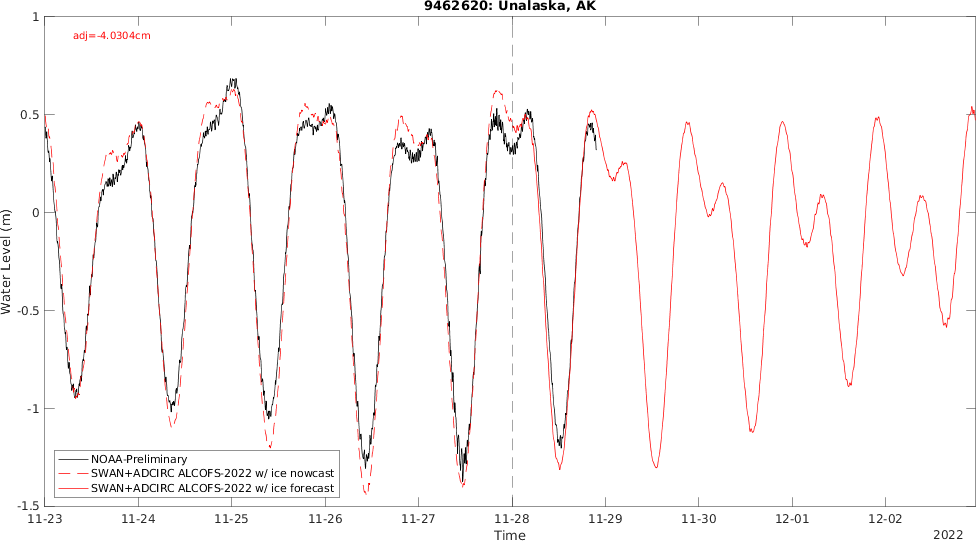 9462620: Unalaska, AK
adj=-4.0304cm
1
0.5
0
-0.5
-1
-1.5
Water Level (m)
NOAA-Preliminary
SWAN+ADCIRC ALCOFS-2022 w/ ice nowcast
SWAN+ADCIRC ALCOFS-2022 w/ ice forecast
11-23 11-24 11-25 11-26 11-27 11-28 11-29 11-30 12-01 12-02
Time
2022